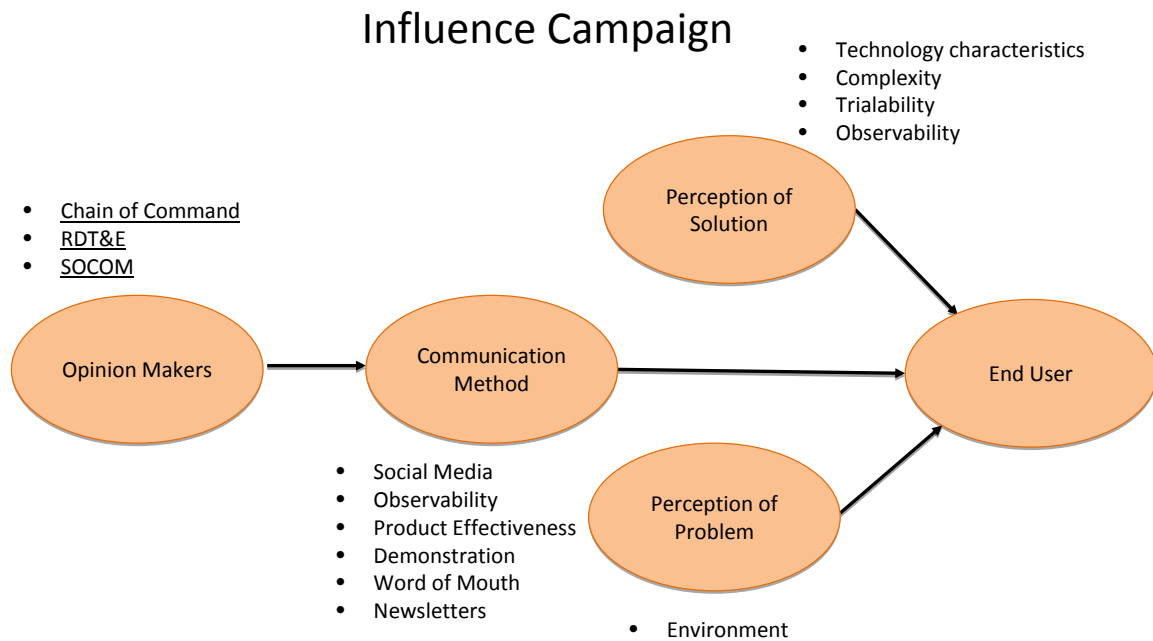 Influence Campaign
• Technology characteristics
• Complexity
• Trialability
• Observability
Perception of
Solution
• Chain of Command
• RDT&E
• SOCOM
Opinion Makers
Communication
Method
End User
• Social Media
• Observability
• Product Effectiveness
• Demonstration
• Word of Mouth
• Newsletters
Perception of
Problem
• Environment